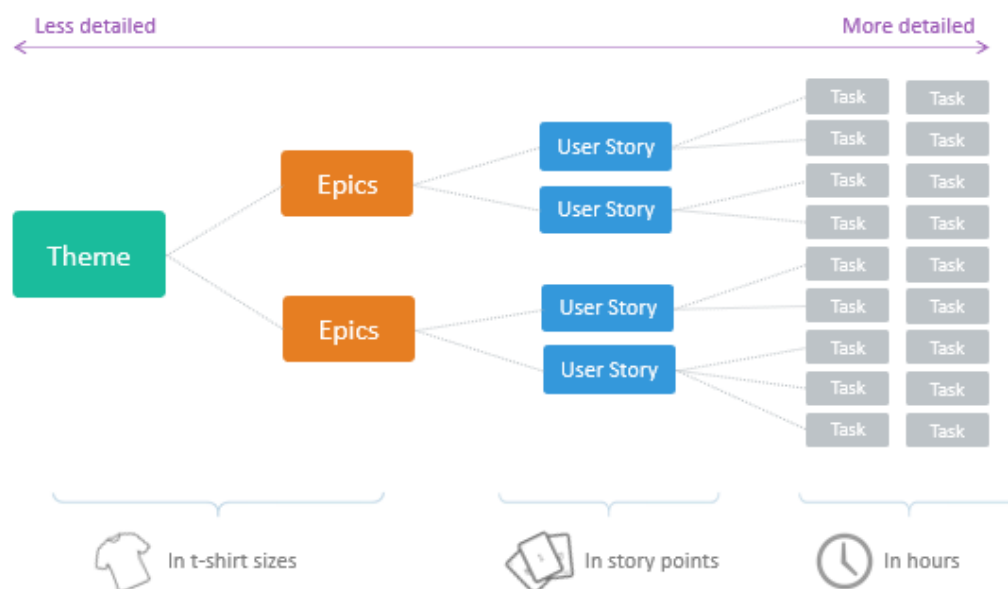 Less detailed
More detailed
Theme
Epics
Epics
User Story
User Story
User Story
User Story
Task Task
Task Task
Task Task
Task Task
Task Task
Task Task
Task Task
Task Task
Task Task
In t-shirt sizes
In story points
In hours